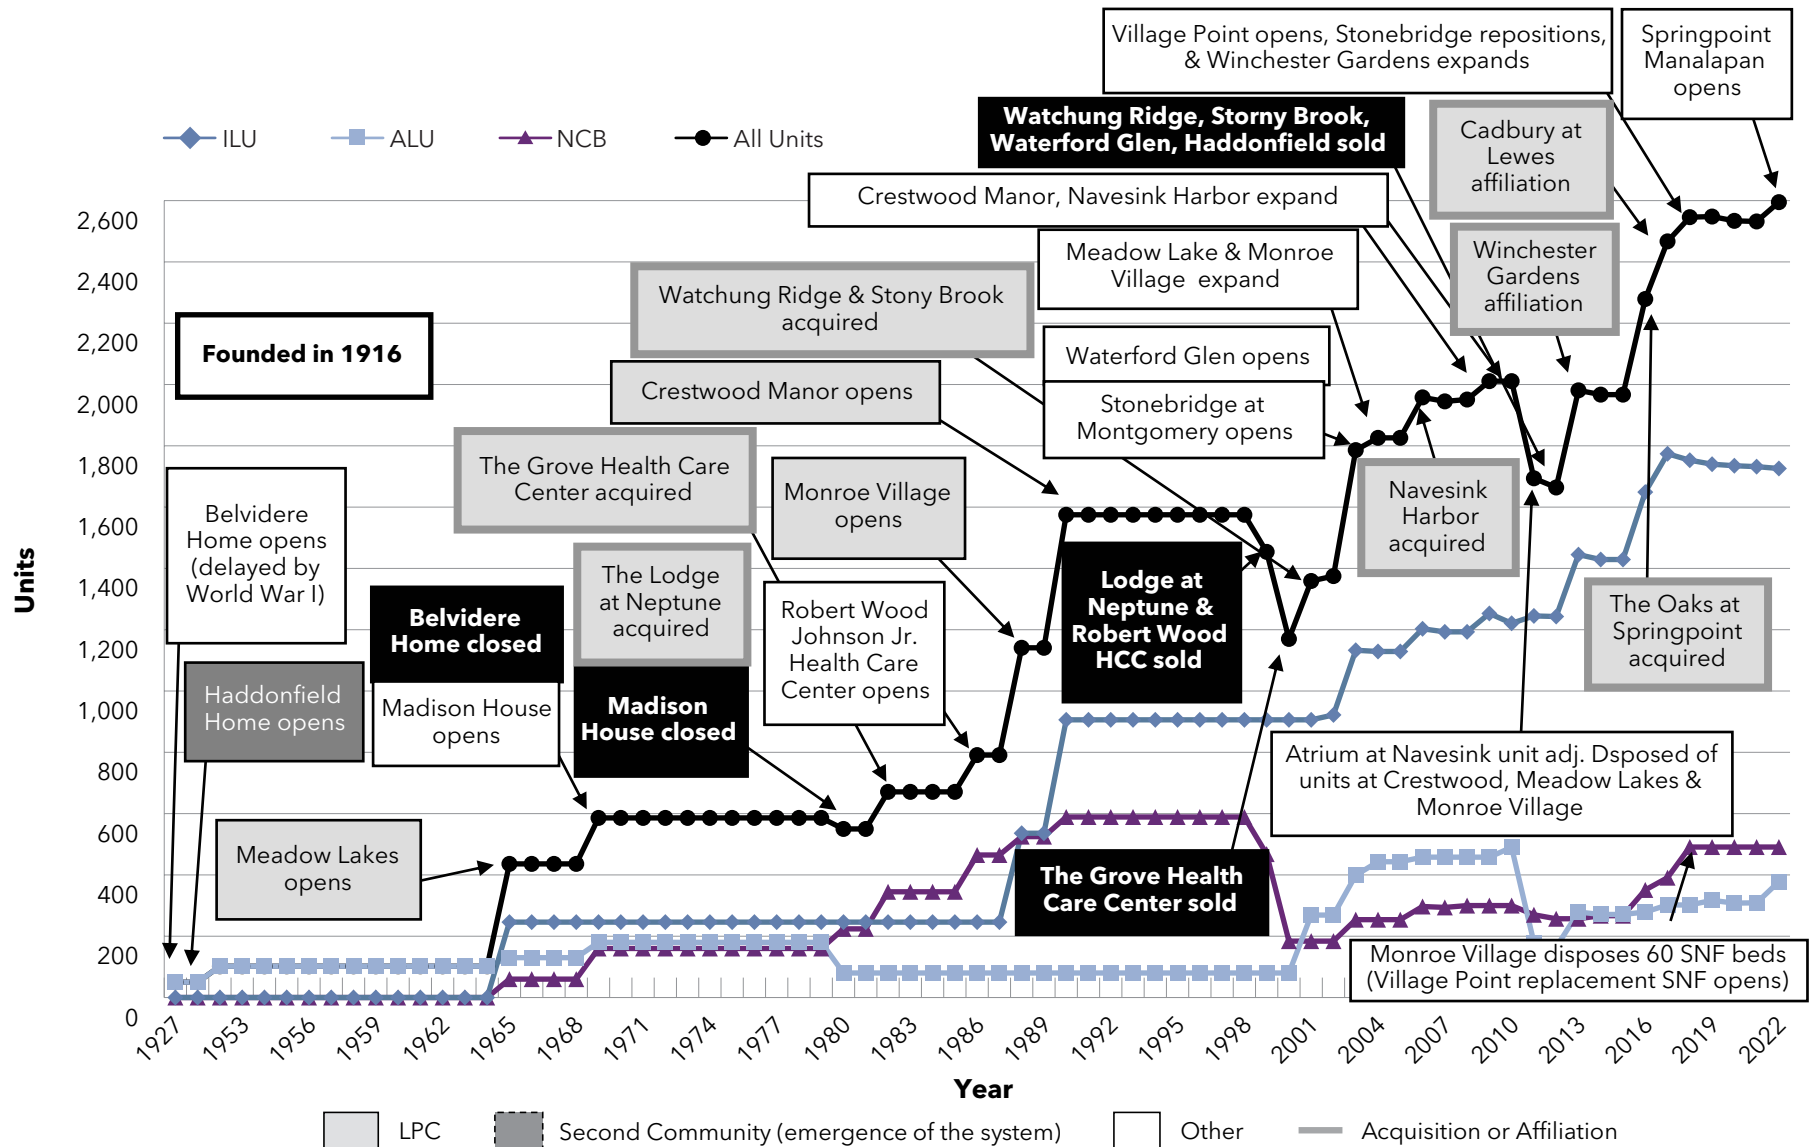 Village Point opens, Stonebridge repositions,
& Winchester Gardens expands
Springpoint
Manalapan
opens
ILU
ALU
NCB
All Units
Watchung Ridge, Storny Brook,
Waterford Glen, Haddonfield sold
Cadbury at
Lewes
affiliation
Crestwood Manor, Navesink Harbor expand
Meadow Lake & Monroe
Village expand
Winchester
Gardens
affiliation
Watchung Ridge & Stony Brook
acquired
Founded in 1916
Waterford Glen opens
Crestwood Manor opens
Stonebridge at
Montgomery opens
The Grove Health Care
Center acquired
Monroe Village
opens
Navesink
Harbor
acquired
Belvidere
Home opens
(delayed by
World War I)
The Lodge
at Neptune
acquired
Lodge at
Neptune &
Robert Wood
HCC sold
Belvidere
Home closed
Robert Wood
Johnson Jr.
Health Care
Center opens
The Oaks at
Springpoint
acquired
Haddonfield
Home opens
Madison House
opens
Madison
House closed
Atrium at Navesink unit adj. Dsposed of
units at Crestwood, Meadow Lakes &
Monroe Village
Meadow Lakes
opens
The Grove Health
Care Center sold
Monroe Village disposes 60 SNF beds
(Village Point replacement SNF opens)
Units
2,600
2,400
2,200
2,000
1,800
1,600
1,400
1,200
1,000
800
600
400
200
0
1927
1953
1956
1959
1962
1965
1968
1971
1974
1977
1980
1983
1986
1989
1992
1995
1998
2001
2004
2007
2010
2013
2016
2019
2022
Year
LPC
Second Community (emergence of the system)
Other
Acquisition or Affiliation